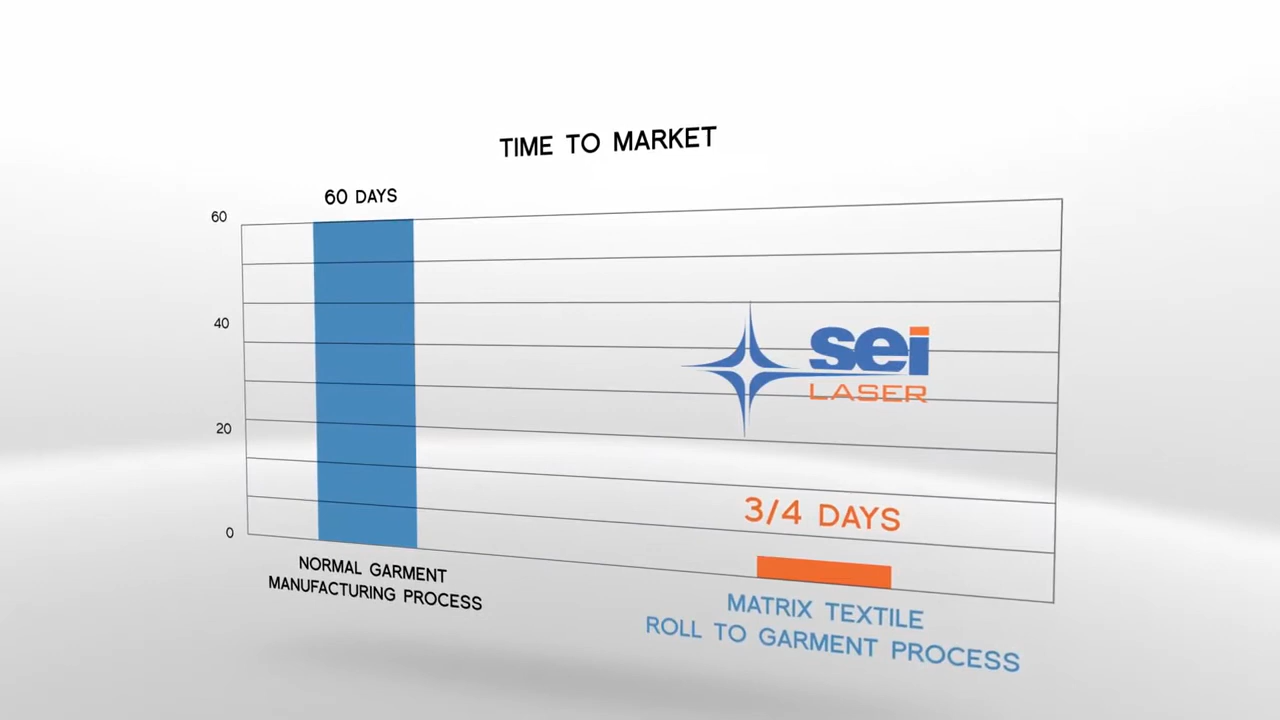 TIME TO MARKET
60 DAYS
60
40
20
0
sei
LASER
3/4 DAYS
NORMAL GARMENT
MANUFACTURING PROCESS
MATRIX TEXTILE
ROLL TO GARMENT PROCESS